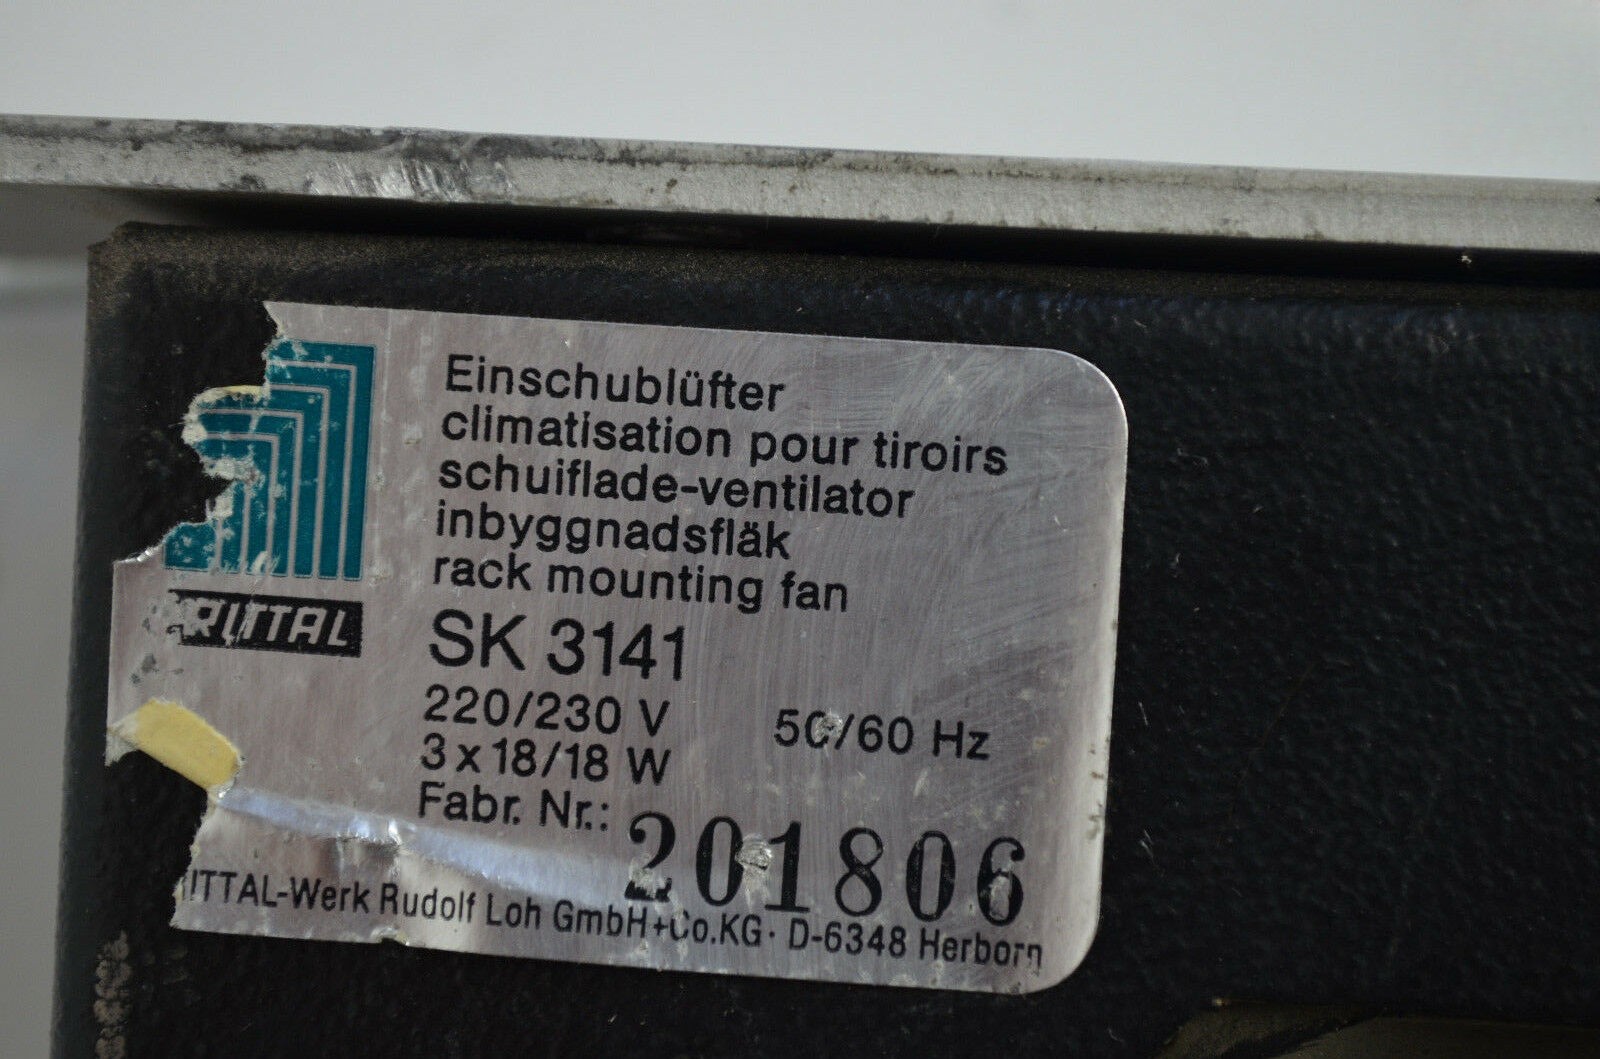 Einschublüfter
climatisation pour tiroirs
schuiflade-ventilator
inbyggnadsfläk
rack mounting fan
RITTAL
SK 3141
220/230 V 50/60 Hz
3 x 18/18 W
Fabr. Nr.: 201806
RITTAL-Werk Rudolf Loh GmbH+Co.KG · D-6348 Herborn